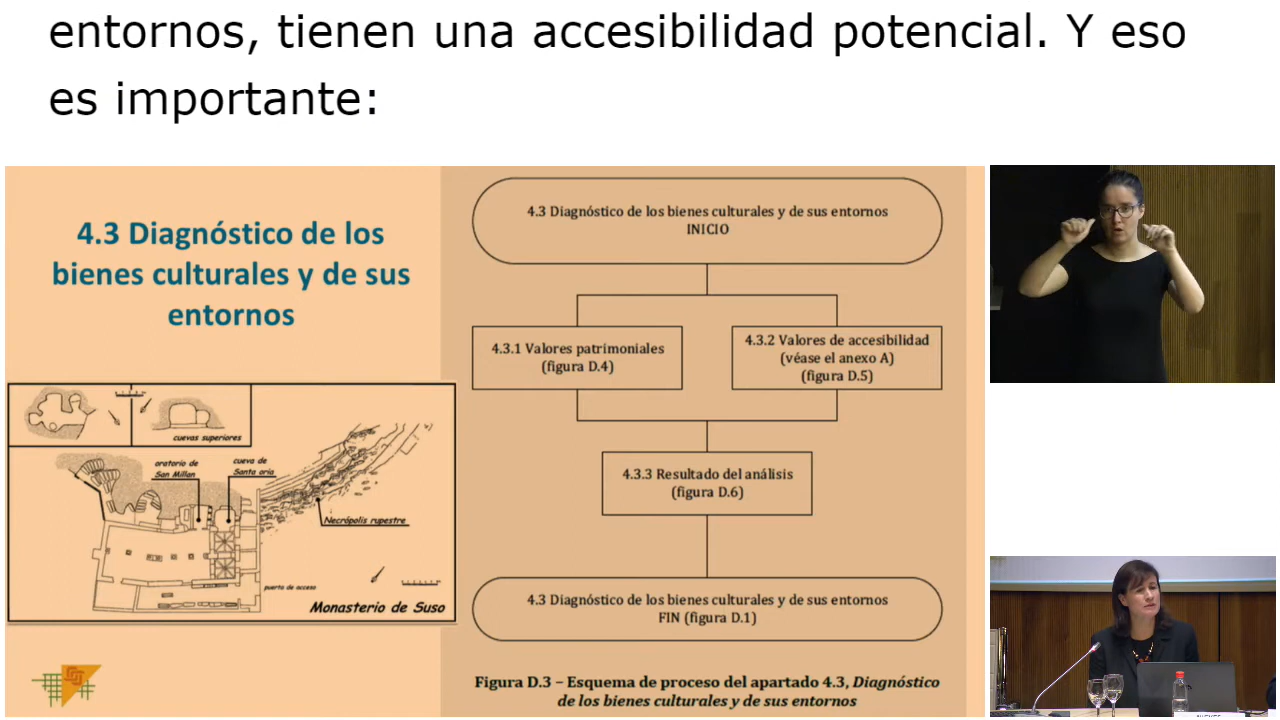 entornos, tienen una accesibilidad potencial. Y eso
es importante:
4.3 Diagnóstico de los
bienes culturales y de sus
entornos
cuevas superiores
oratorio de
San Millan
cueva de
Santa oria
Necrópolis rupestre
puerta de acceso
Monasterio de Suso
4.3 Diagnóstico de los bienes culturales y de sus entornos
INICIO
4.3.1 Valores patrimoniales
(figura D.4)
4.3.2 Valores de accesibilidad
(véase el anexo A)
(figura D.5)
4.3.3 Resultado del análisis
(figura D.6)
4.3 Diagnóstico de los bienes culturales y de sus entornos
FIN (figura D.1)
Figura D.3 – Esquema de proceso del apartado 4.3, Diagnóstico
de los bienes culturales y de sus entornos